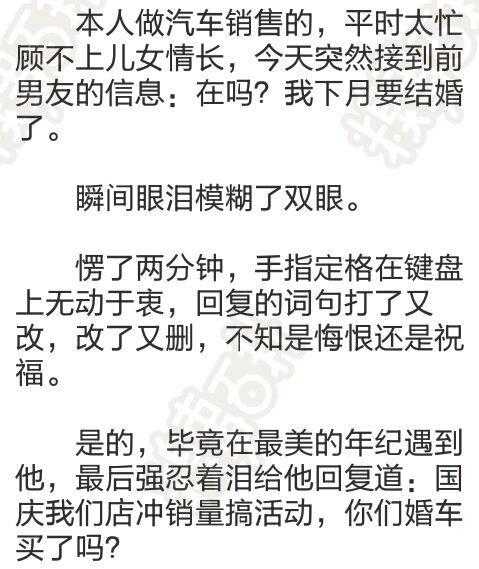 本人做汽车销售的，平时太忙
顾不上儿女情长，今天突然接到前
男友的信息：在吗？我下月要结婚
了。
瞬间眼泪模糊了双眼。
愣了两分钟，手指定格在键盘
上无动于衷，回复的词句打了又
改，改了又删，不知是悔恨还是祝
福。
是的，毕竟在最美的年纪遇到
他，最后强忍着泪给他回复道：国
庆我们店冲销量搞活动，你们婚车
买了吗？